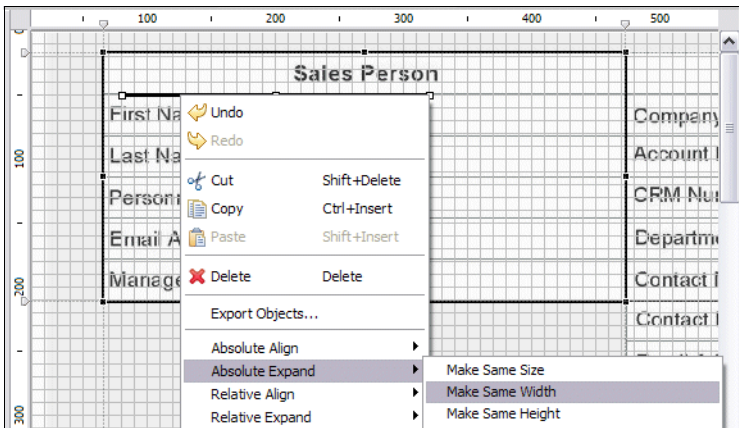 100 200 300 400 500
Sales Person
First Na
Company
Last Na
Account
100
Person
CRM Nu
Email A
Departm
Manage
Contact
200
Contact
300
Undo
Redo
Cut Shift+Delete
Copy Ctrl+Insert
Paste Shift+Insert
Delete Delete
Export Objects...
Absolute Align
Absolute Expand
Relative Align
Relative Expand
Make Same Size
Make Same Width
Make Same Height